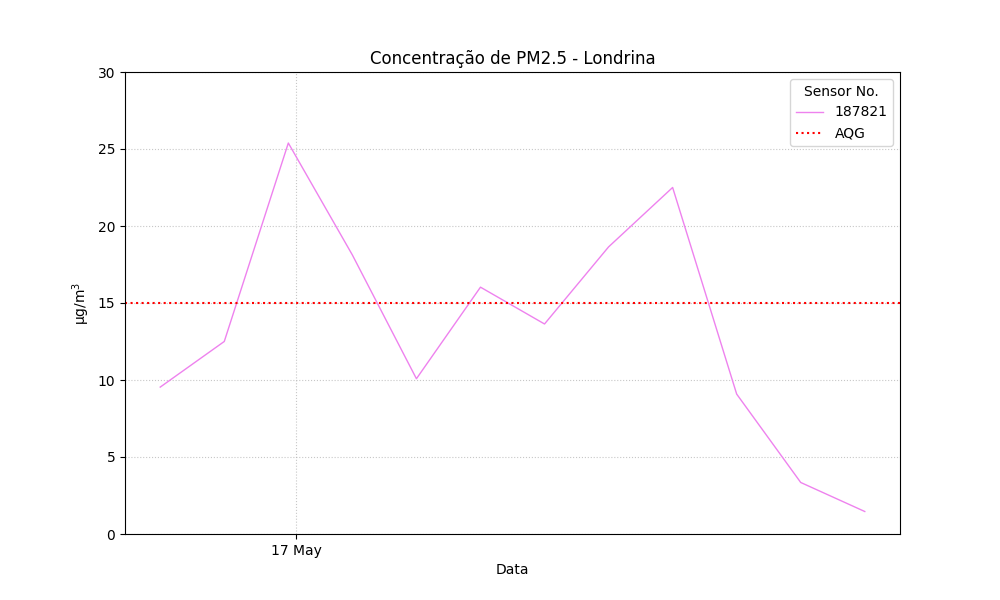 Concentração de PM2.5 - Londrina
Sensor No.
187821
AQG
30
25
20
15
10
5
0
µg/m³
17 May
Data